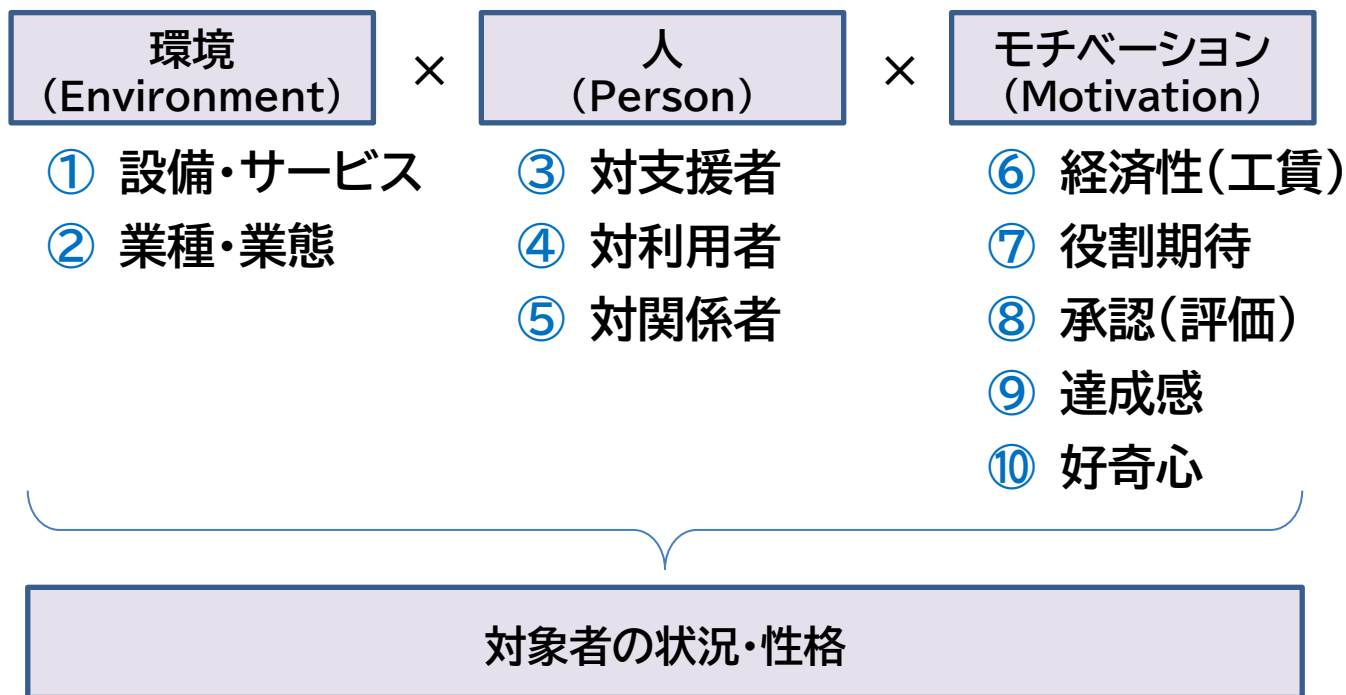 環境
(Environment)
×
人
(Person)
×
モチベーション
(Motivation)
① 設備・サービス
② 業種・業態
③ 対支援者
④ 対利用者
⑤ 対関係者
⑥ 経済性(工賃)
⑦ 役割期待
⑧ 承認(評価)
⑨ 達成感
⑩ 好奇心
対象者の状況・性格